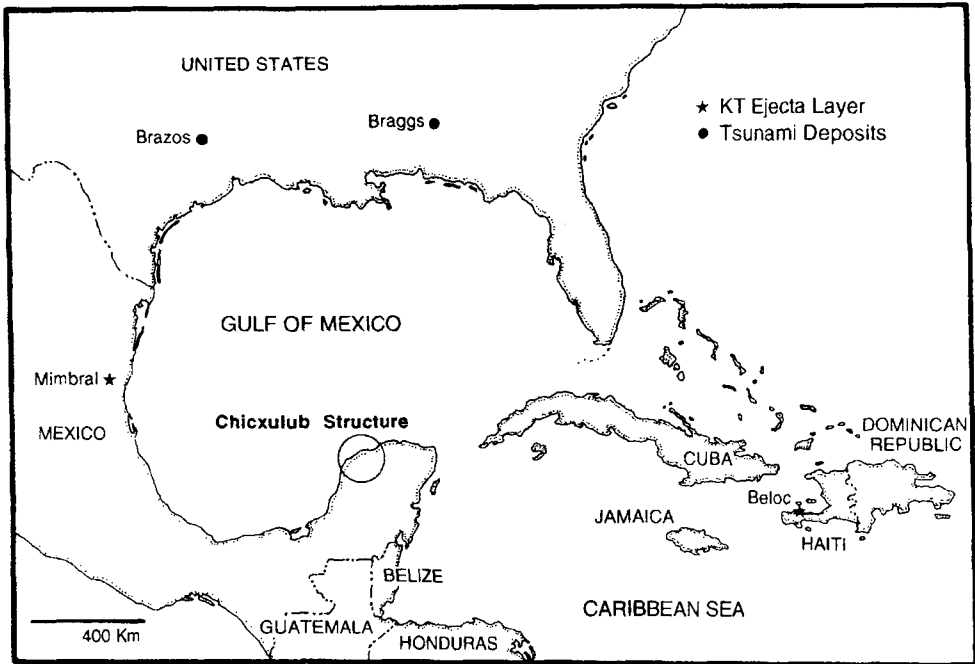 UNITED STATES
★ KT Ejecta Layer
● Tsunami Deposits
Brazos
Braggs
GULF OF MEXICO
Mimbral
MEXICO
Chicxulub Structure
DOMINICAN
REPUBLIC
CUBA
Beloc
JAMAICA
HAITI
BELIZE
CARIBBEAN SEA
400 Km
GUATEMALA
HONDURAS